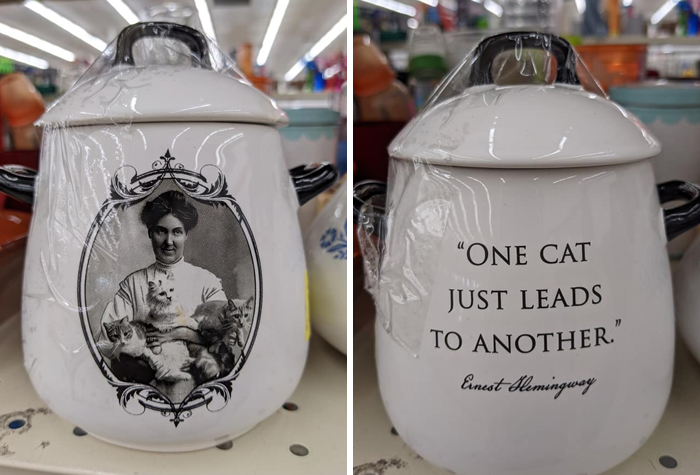 “ONE CAT
JUST LEADS
TO ANOTHER.”
Ernest Hemingway